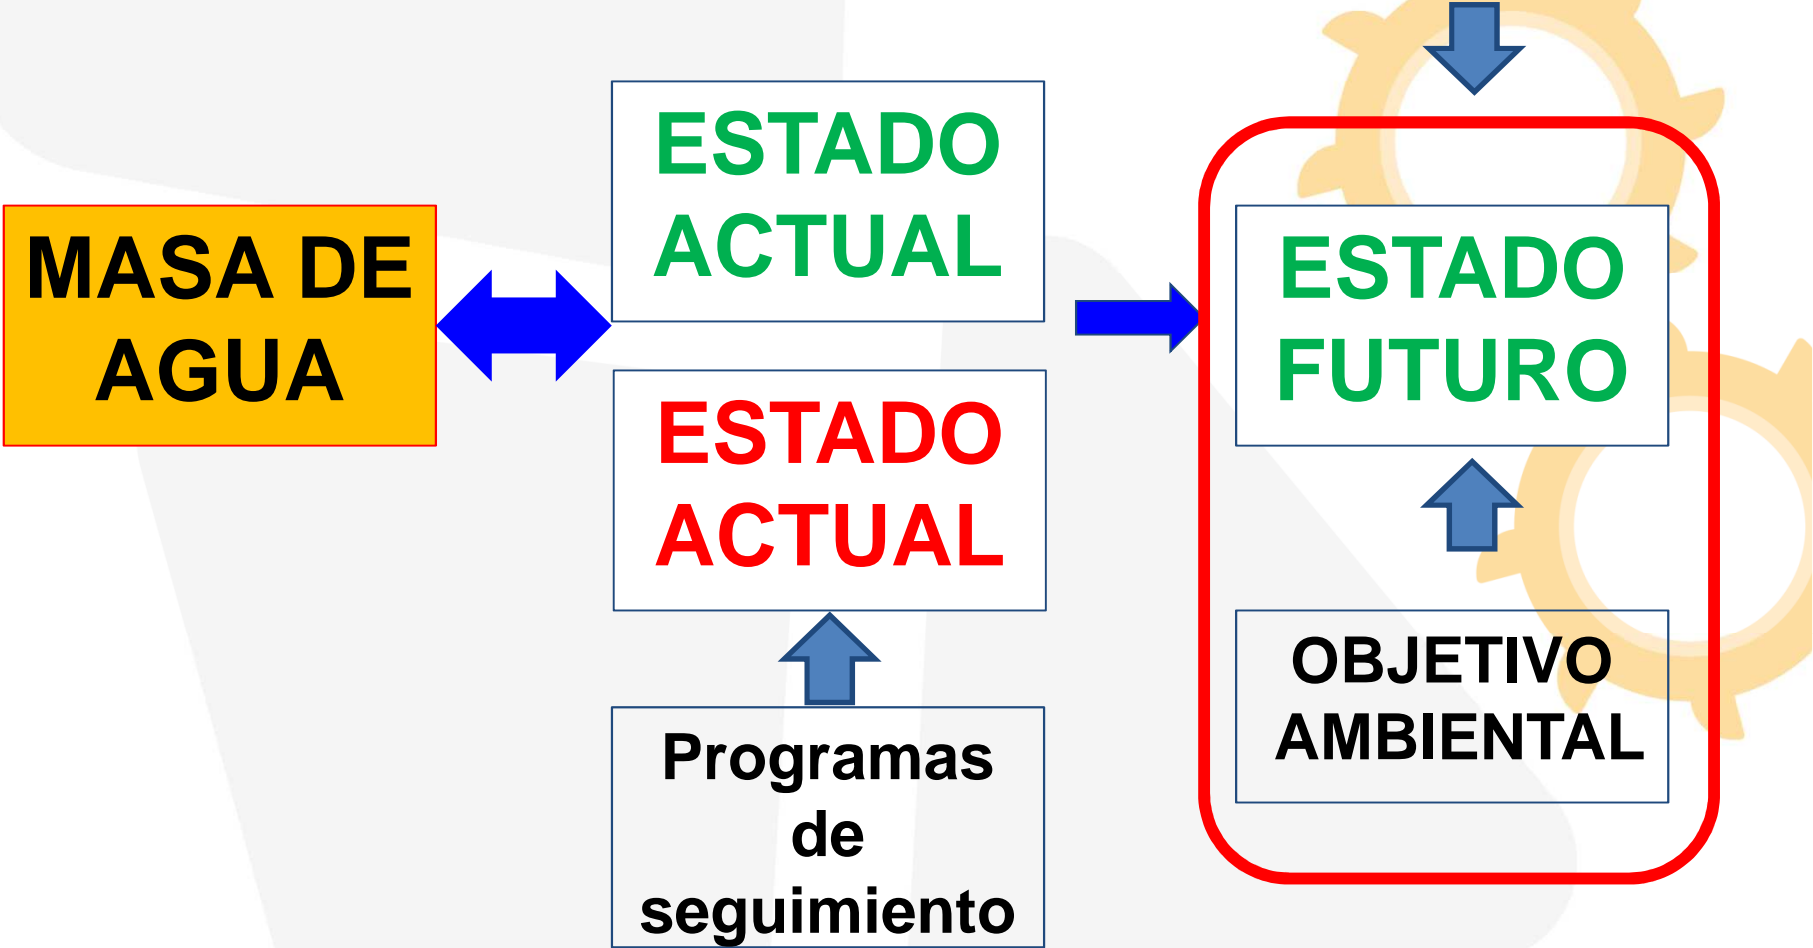 MASA DE
AGUA
ESTADO
ACTUAL
ESTADO
ACTUAL
Programas
de
seguimiento
ESTADO
FUTURO
OBJETIVO
AMBIENTAL